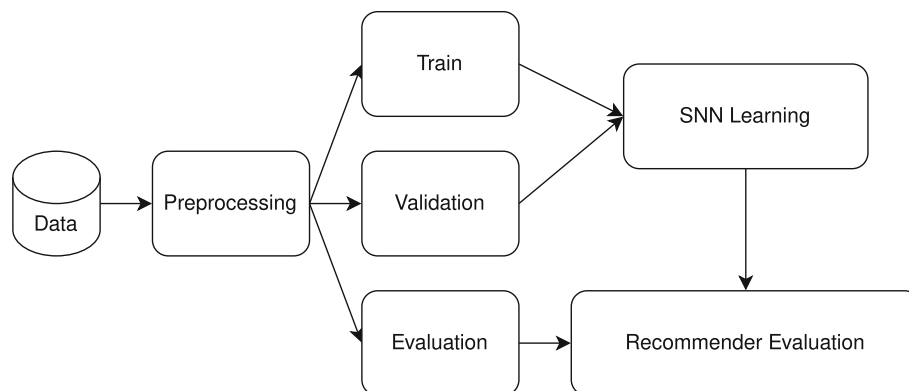 Data
Preprocessing
Train
Validation
Evaluation
SNN Learning
Recommender Evaluation